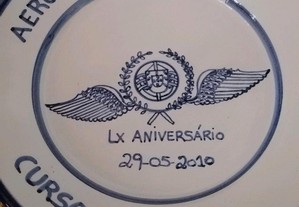 AERO
LX ANIVERSÁRIO
29-05-2010
CURSO